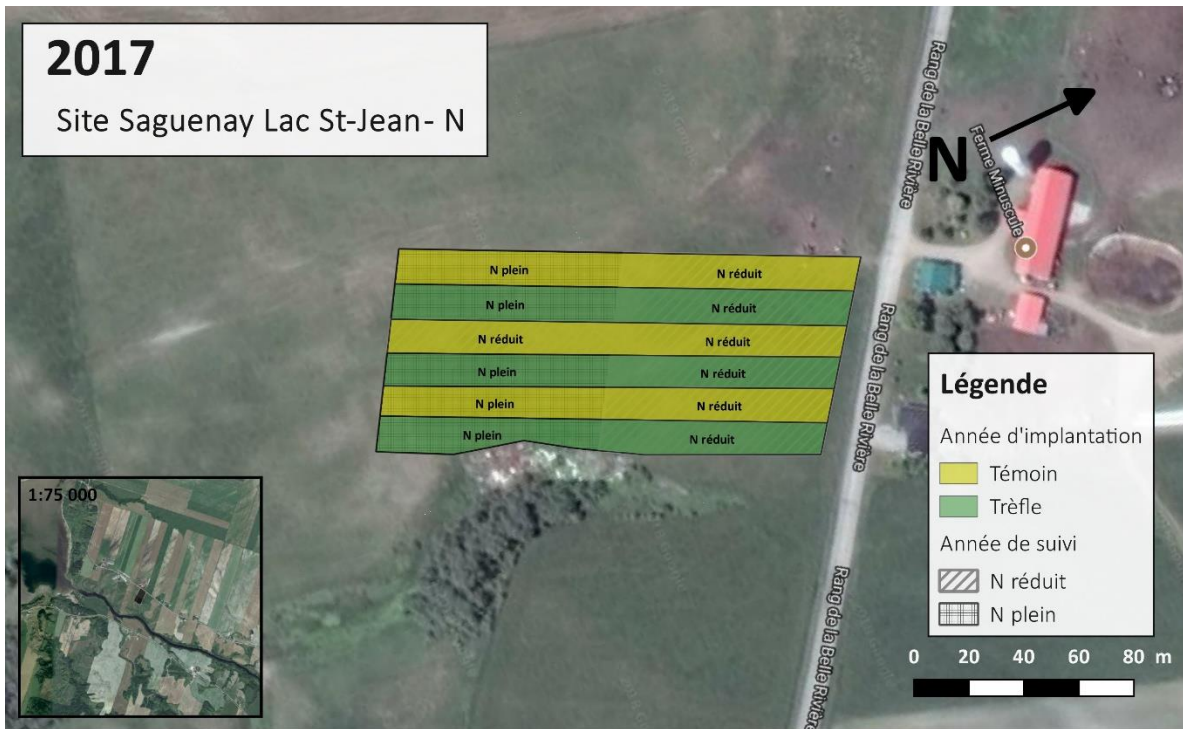 2017
Site Saguenay Lac St-Jean- N
Rang de la Belle Rivière
N
Ferme Minuscule
N plein
N réduit
N plein
N réduit
N réduit
N réduit
N plein
N réduit
N plein
N réduit
N plein
N réduit
Rang de la Belle Rivière
Rang de la Belle Rivière
Légende
Année d'implantation
Témoin
Trèfle
Année de suivi
N réduit
N plein
0 20 40 60 80 m
1:75 000